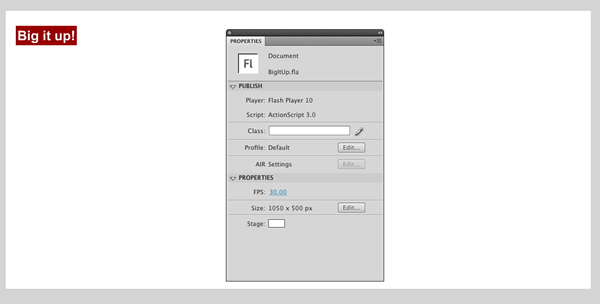 Big it up!
PROPERTIES
Fl
Document
BigItUp.fla
PUBLISH
Player: Flash Player 10
Script: ActionScript 3.0
Class:
Profile: Default Edit...
AIR Settings Edit...
PROPERTIES
FPS: 30.00
Size: 1050 x 500 px Edit...
Stage: